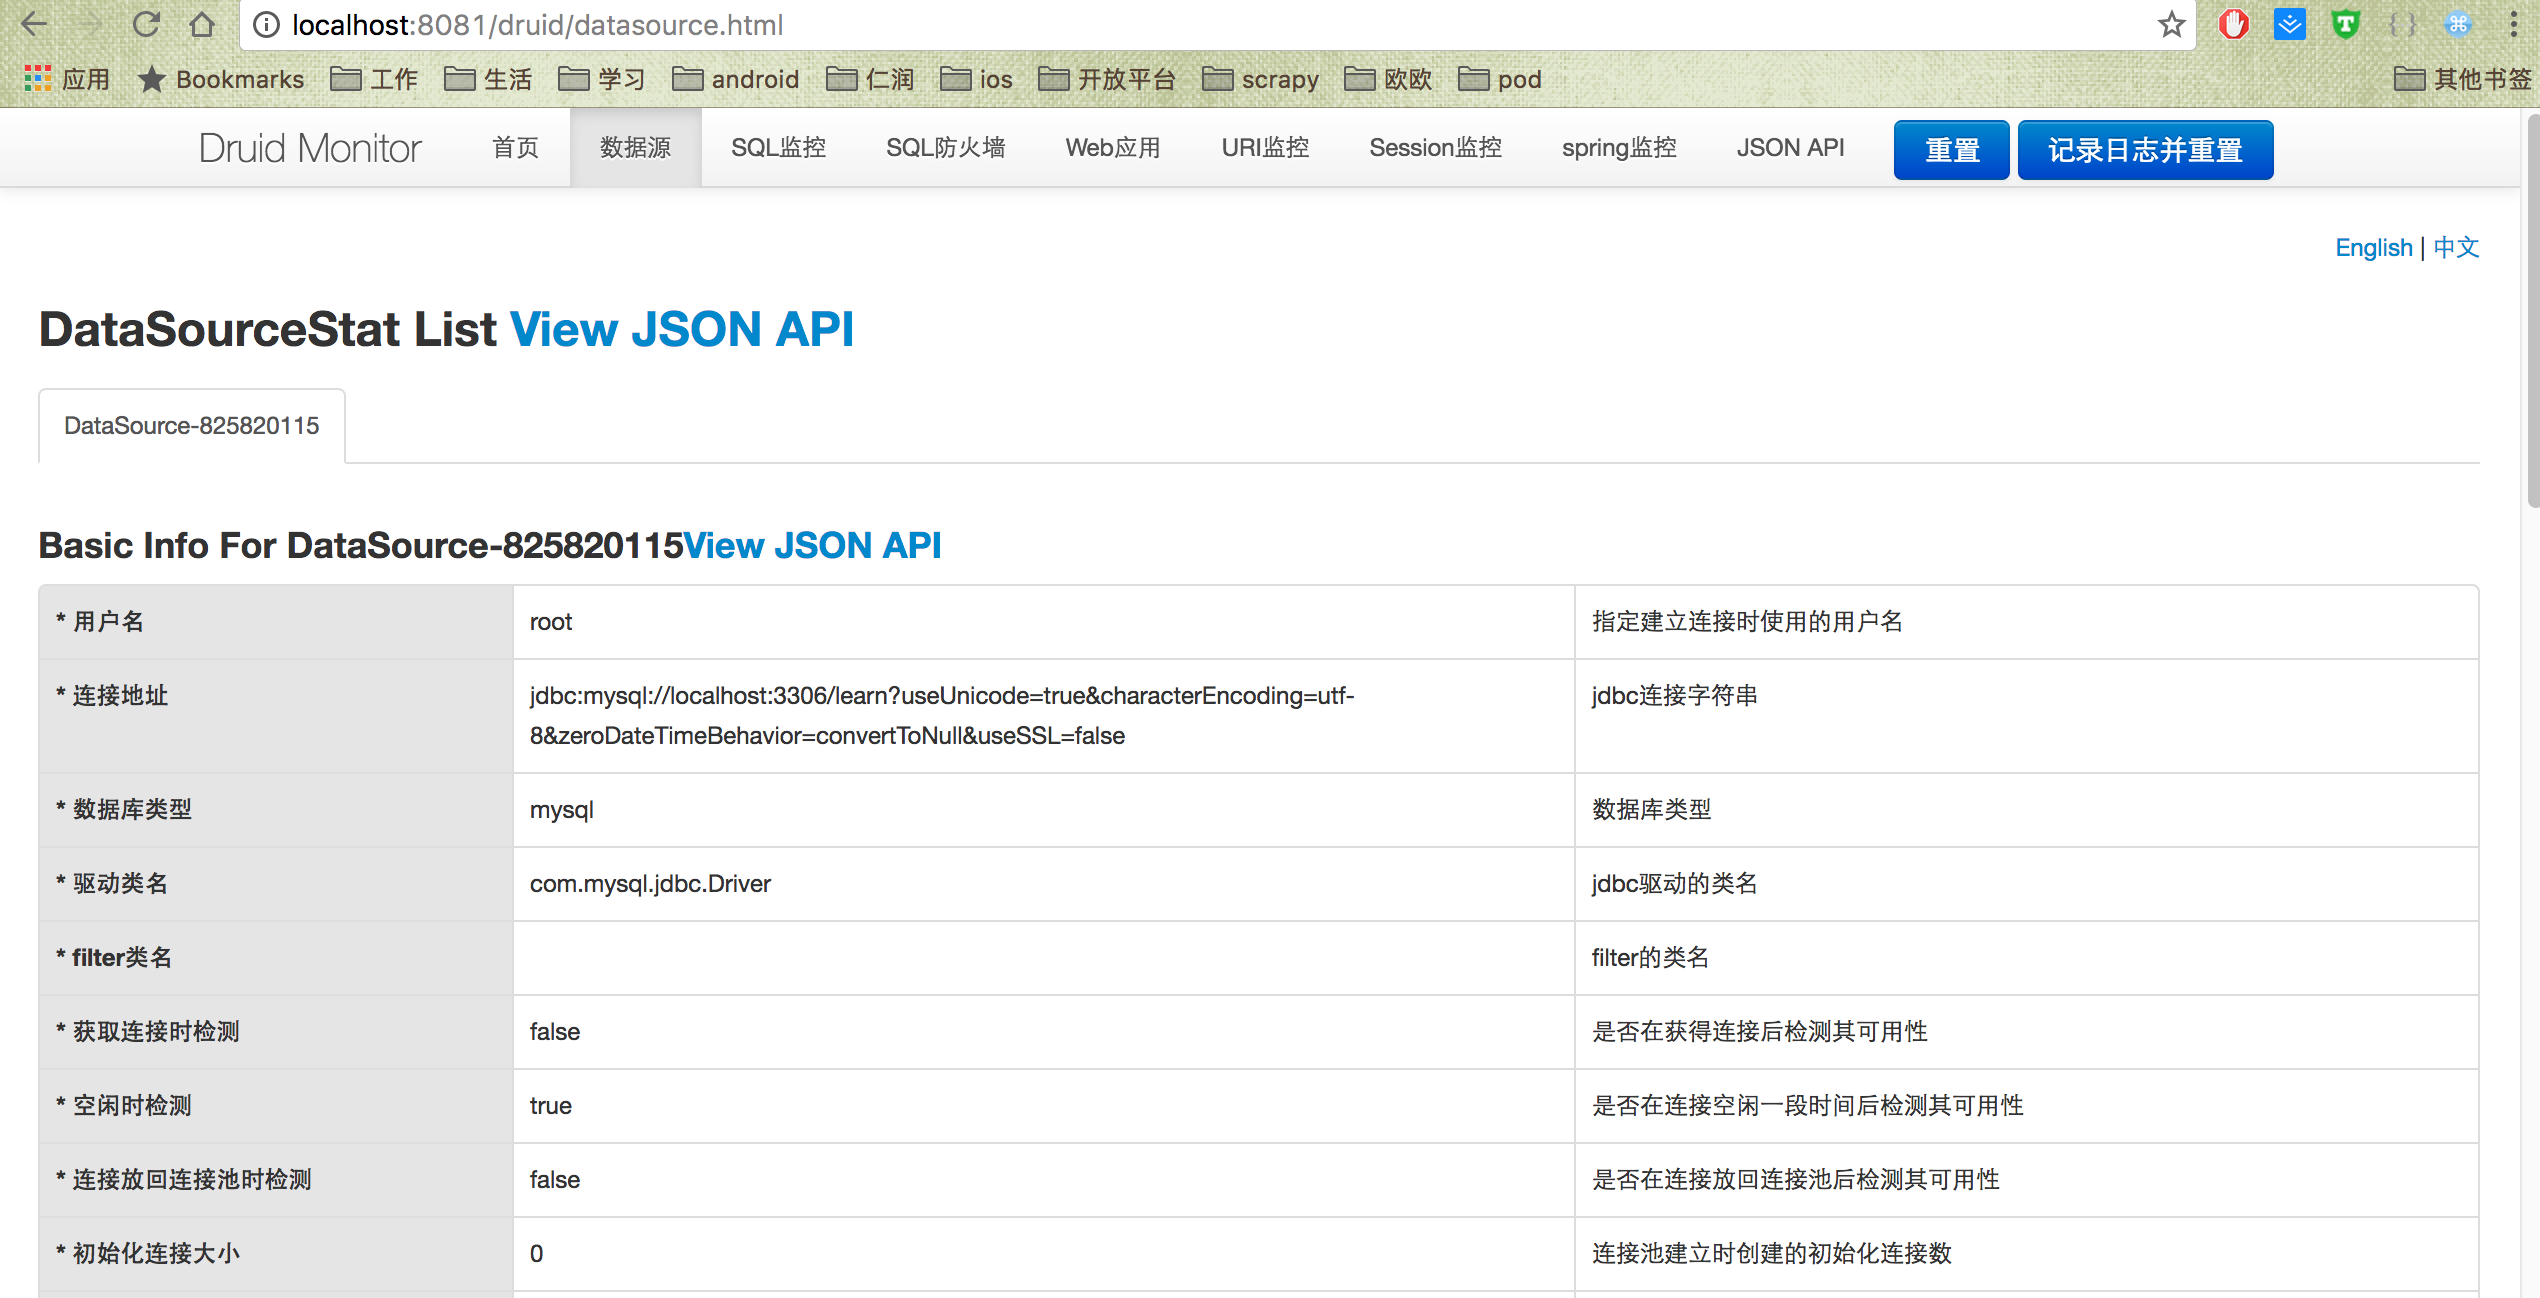 localhost:8081/druid/datasource.html
应用 Bookmarks 工作 生活 学习 android 仁润 ios 开放平台 scrapy 欧欧 pod 其他书签
Druid Monitor 首页 数据源 SQL监控 SQL防火墙 Web应用 URI监控 Session监控 spring监控 JSON API 重置 记录日志并重置
English | 中文
DataSourceStat List View JSON API
DataSource-825820115
Basic Info For DataSource-825820115View JSON API
* 用户名 root 指定建立连接时使用的用户名
* 连接地址 jdbc:mysql://localhost:3306/learn?useUnicode=true&characterEncoding=utf- jdbc连接字符串
8&zeroDateTimeBehavior=convertToNull&useSSL=false
* 数据库类型 mysql 数据库类型
* 驱动类名 com.mysql.jdbc.Driver jdbc驱动的类名
* filter类名 filter的类名
* 获取连接时检测 false 是否在获得连接后检测其可用性
* 空闲时检测 true 是否在连接空闲一段时间后检测其可用性
* 连接放回连接池时检测 false 是否在连接放回连接池后检测其可用性
* 初始化连接大小 0 连接池建立时创建的初始化连接数